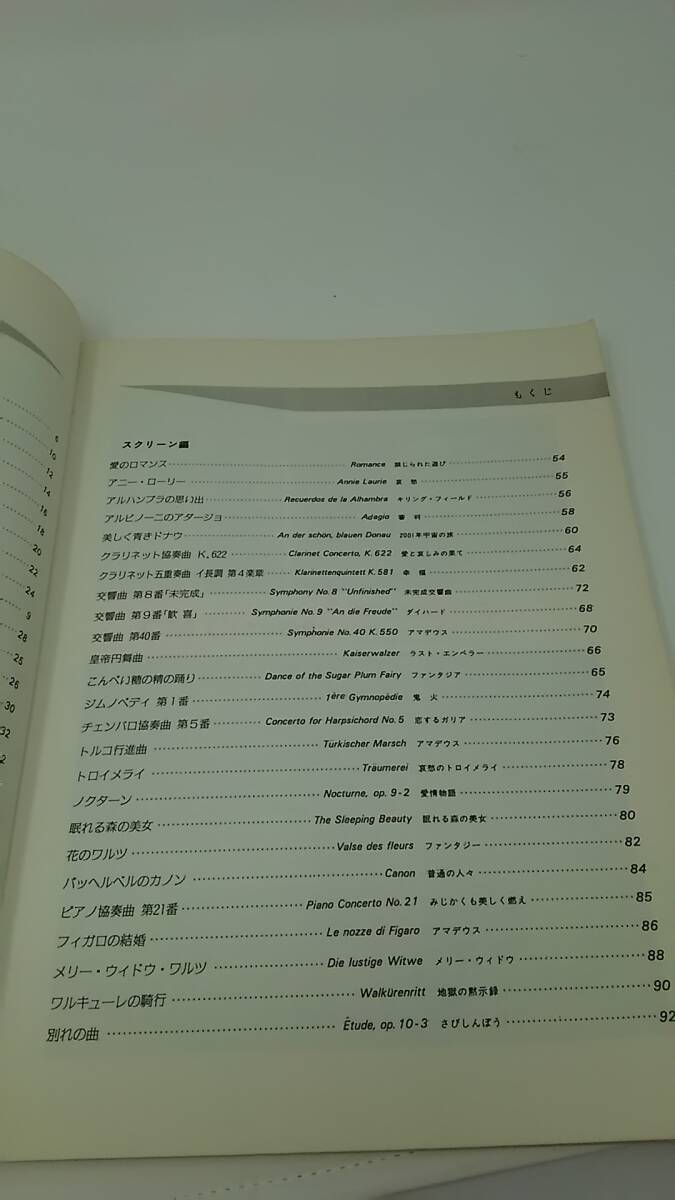 6
10
12
14
16
18
20
22
24
9
28
25
26
30
32
2
もくじ
スクリーン編
愛のロマンス Romance 禁じられた遊び 54
アニー・ローリー Annie Laurie 哀愁 55
アルハンブラの思い出 Recuerdos de la Alhambra キリング・フィールド 56
アルビノーニのアダージョ Adagio 審判 58
美しく青きドナウ An der schön, blauen Donau 2001年宇宙の旅 60
クラリネット協奏曲 K.622 Clarinet Concerto, K.622 愛と哀しみの果て 64
クラリネット五重奏曲 イ長調 第4楽章 Klarinettenquintett K.581 幸福 62
交響曲 第8番「未完成」 Symphony No.8 "Unfinished" 未完成交響曲 72
交響曲 第9番「歓喜」 Symphonie No.9 "An die Freude" ダイハード 68
交響曲 第40番 Symphonie No.40 K.550 アマデウス 70
皇帝円舞曲 Kaiserwalzer ラスト・エンペラー 66
こんぺい糖の精の踊り Dance of the Sugar Plum Fairy ファンタジア 65
ジムノペディ 第1番 1ère Gymnopédie 鬼火 74
チェンバロ協奏曲 第5番 Concerto for Harpsichord No.5 恋するガリア 73
トルコ行進曲 Türkischer Marsch アマデウス 76
トロイメライ Träumerei 哀愁のトロイメライ 78
ノクターン Nocturne, op.9-2 愛情物語 79
眠れる森の美女 The Sleeping Beauty 眠れる森の美女 80
花のワルツ Valse des fleurs ファンタジー 82
パッヘルベルのカノン Canon 普通の人々 84
ピアノ協奏曲 第21番 Piano Concerto No.21 みじかくも美しく燃え 85
フィガロの結婚 Le nozze di Figaro アマデウス 86
メリー・ウィドウ・ワルツ Die lustige Witwe メリー・ウィドウ 88
ワルキューレの騎行 Walkürenritt 地獄の黙示録 90
別れの曲 Étude, op.10-3 さびしんぼう 92